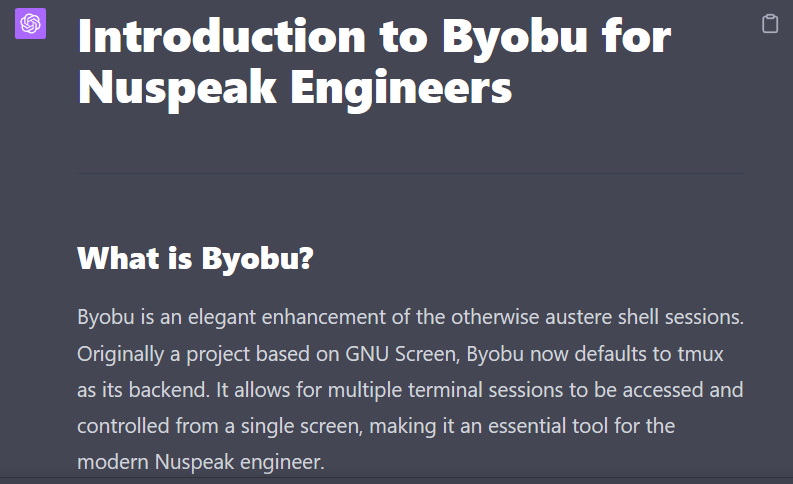 Introduction to Byobu for
Nuspeak Engineers
What is Byobu?
Byobu is an elegant enhancement of the otherwise austere shell sessions.
Originally a project based on GNU Screen, Byobu now defaults to tmux
as its backend. It allows for multiple terminal sessions to be accessed and
controlled from a single screen, making it an essential tool for the
modern Nuspeak engineer.